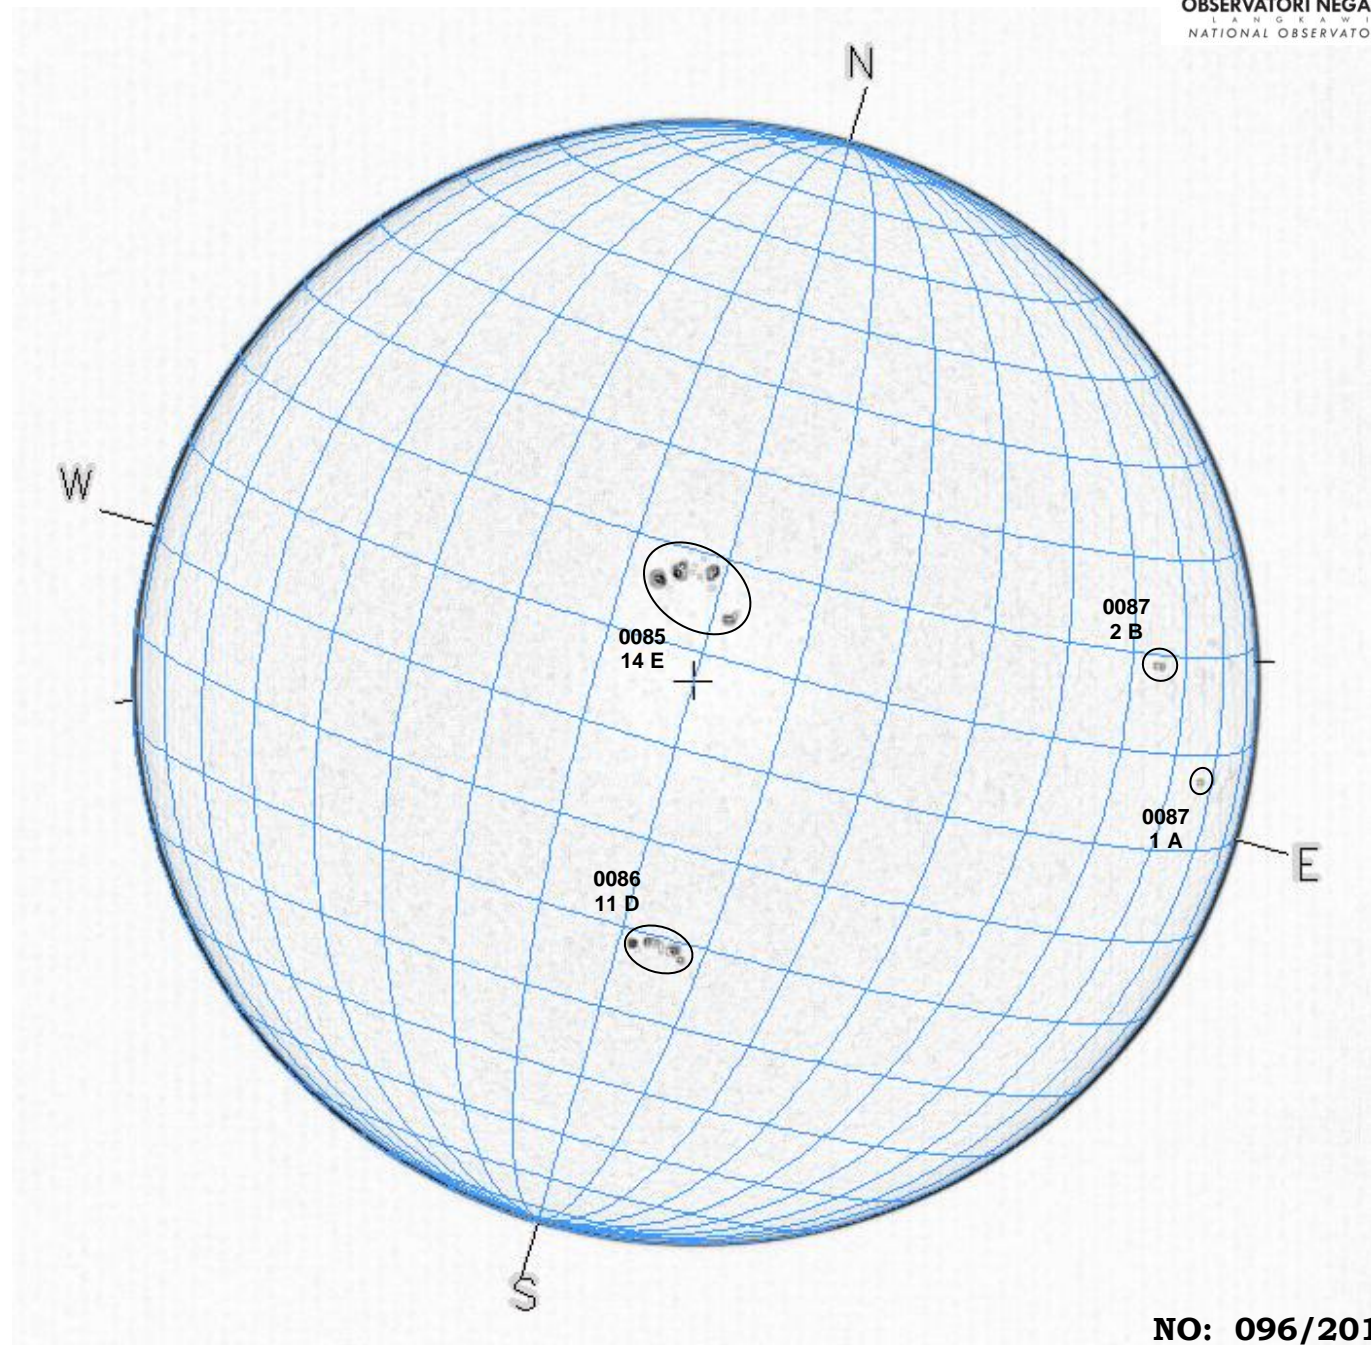 OBSERVATORI NEGA
L A N G K A W I
NATIONAL OBSERVATO
N
W
0087
2 B
0085
14 E
0087
1 A
E
0086
11 D
S
NO: 096/201